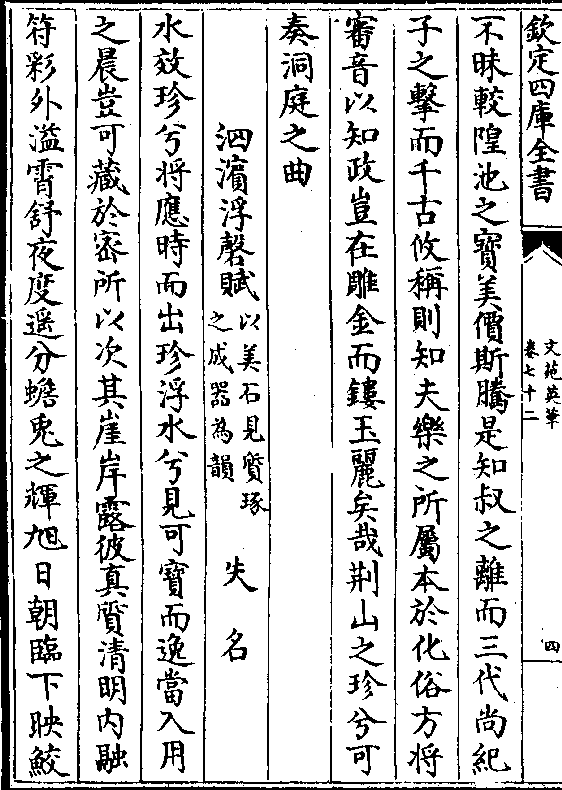 欽定四庫全書
文苑英華
卷七十二
四
不昧較隍池之寶美價斯騰是知叔之離而三代尚紀
子之擊而千古攸稱則知夫樂之所屬本於化俗方將
審音以知政豈在雕金而鏤玉麗矣哉荆山之珍兮可
奏洞庭之曲
泗濵浮磬賦
以美石見質琢
之成器為韻
失名
水效珍兮將應時而出珍浮水兮見可寶而逸當入用
之晨豈可藏於密所以次其崖岸露彼真質清明内融
符彩外溢霄舒夜度遥分蟾兎之輝旭日朝臨下映鮫